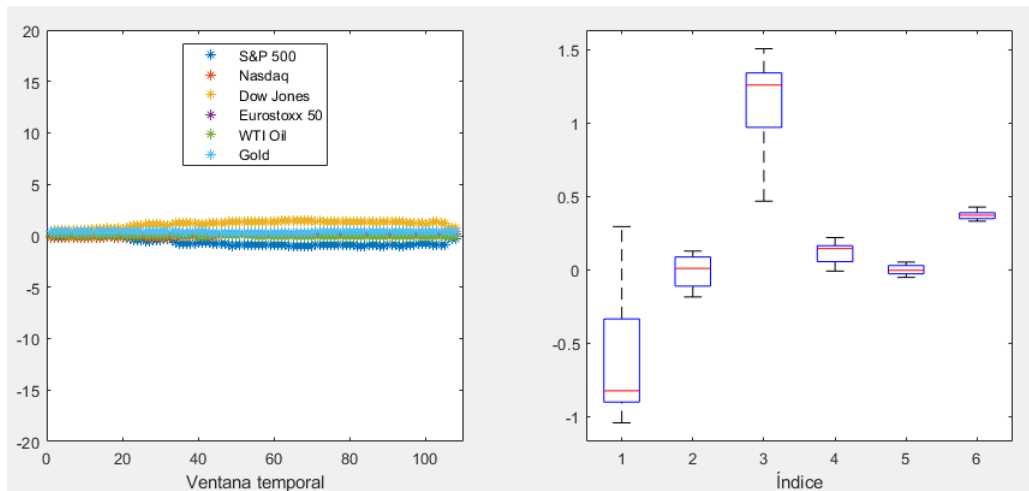 20
15
10
5
0
-5
-10
-15
-20
S&P 500
Nasdaq
Dow Jones
Eurostoxx 50
WTI Oil
Gold
0 20 40 60 80 100
Ventana temporal
1.5
1
0.5
0
-0.5
-1
1 2 3 4 5 6
Índice